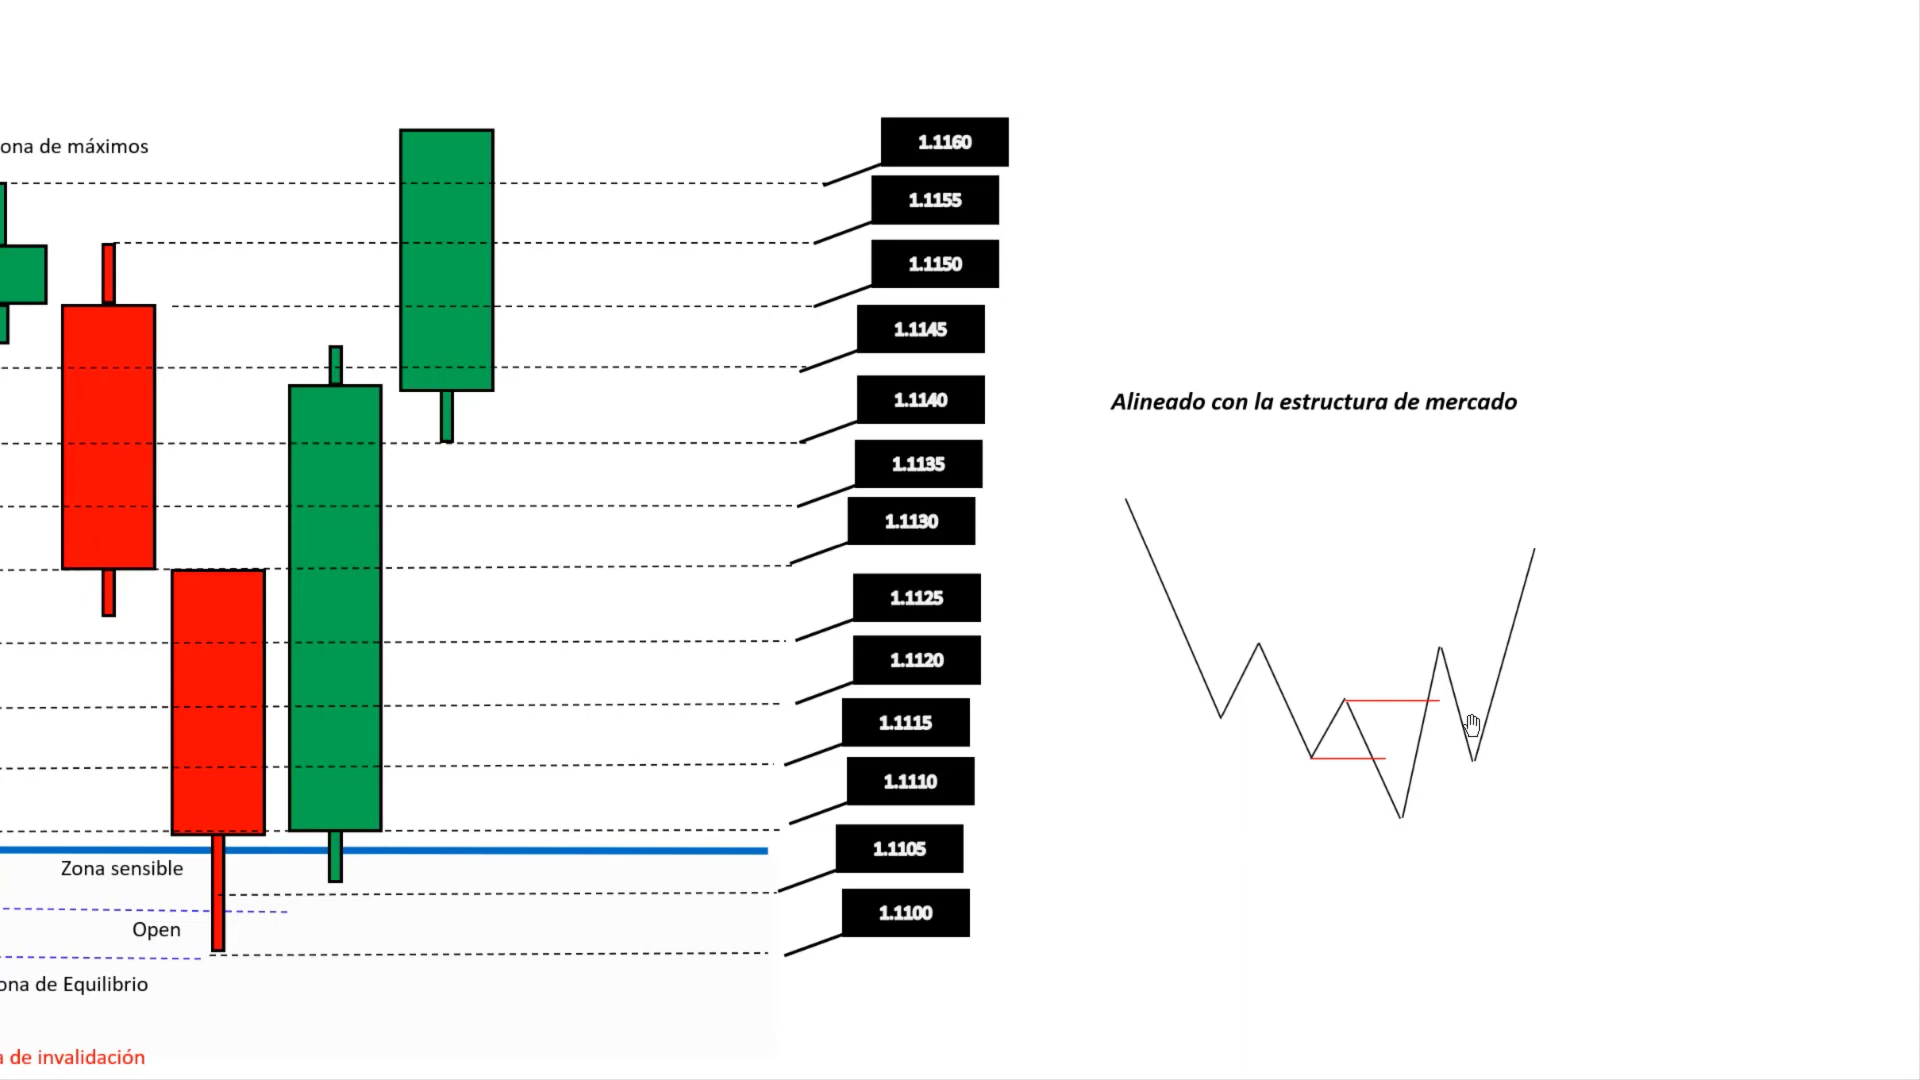 ona de máximos
1.1160
1.1155
1.1150
1.1145
Alineado con la estructura de mercado
1.1140
1.1135
1.1130
1.1125
1.1120
1.1115
1.1110
1.1105
Zona sensible
1.1100
Open
ona de Equilibrio
de invalidación